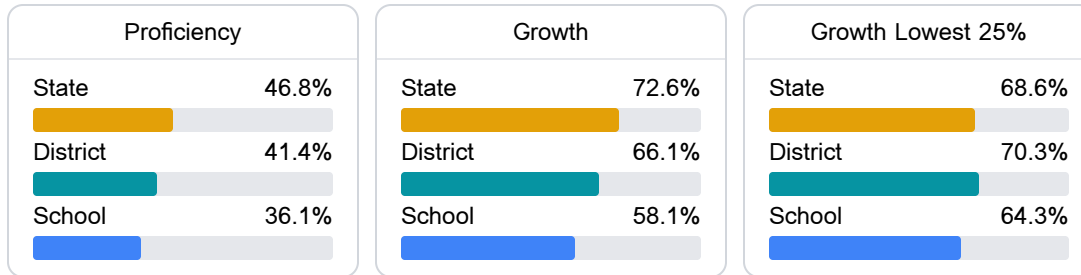 Proficiency
State 46.8%
District 41.4%
School 36.1%
Growth
State 72.6%
District 66.1%
School 58.1%
Growth Lowest 25%
State 68.6%
District 70.3%
School 64.3%